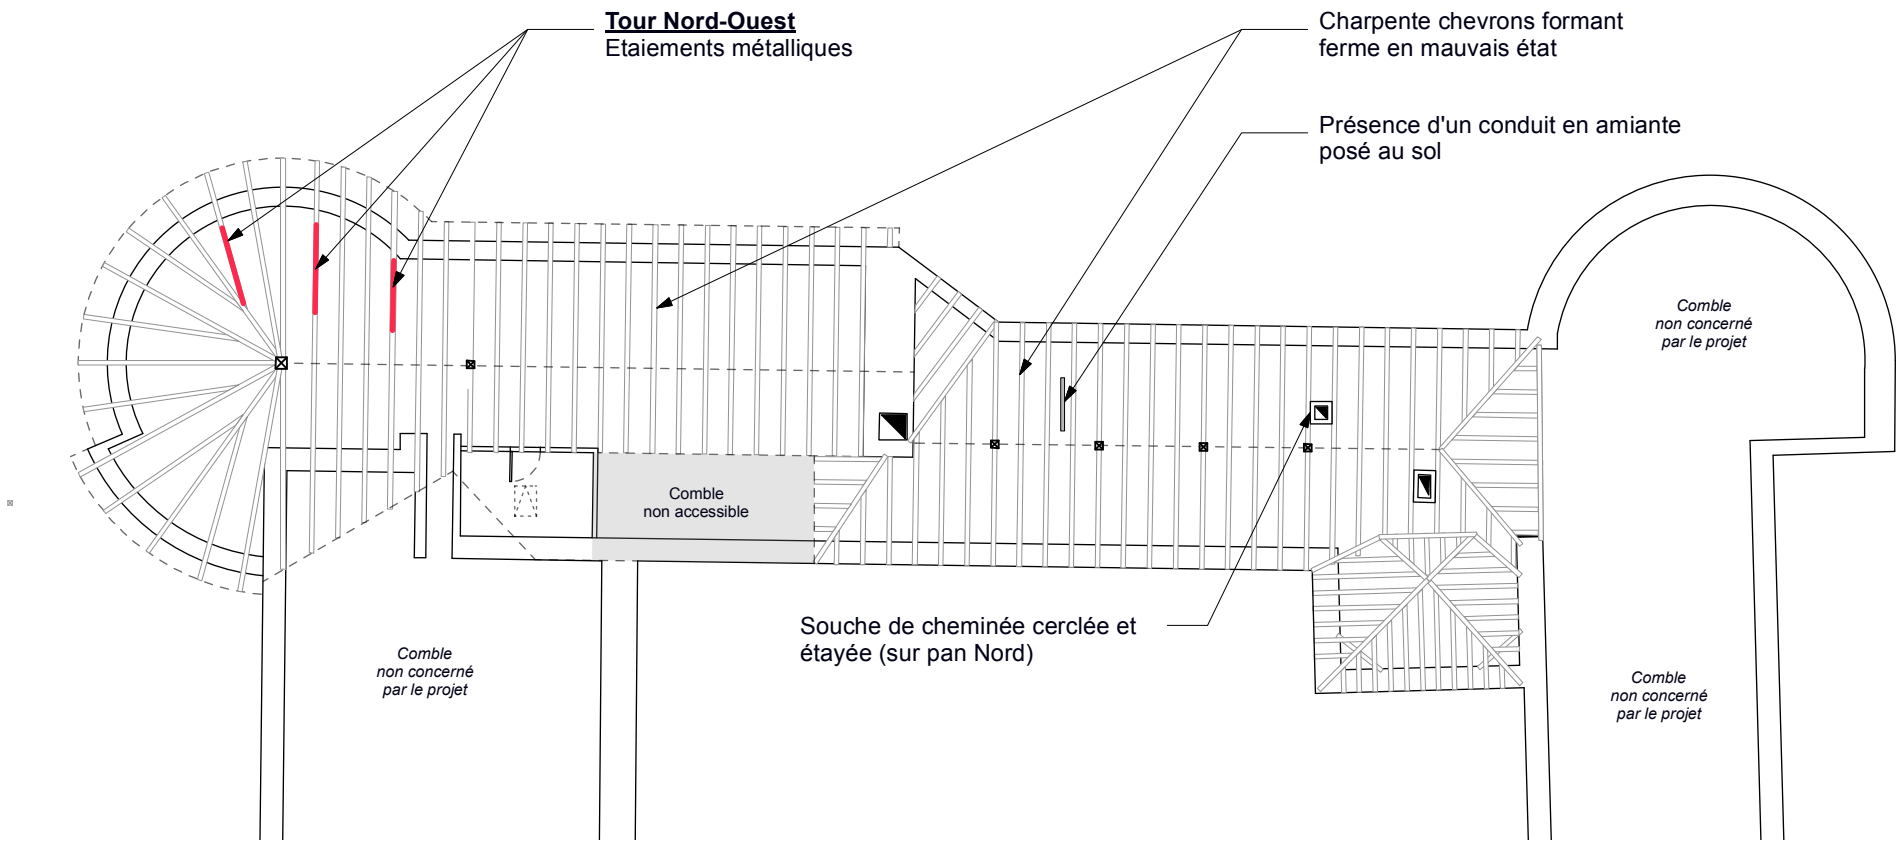 Tour Nord-Ouest
Etaiements métalliques
Charpente chevrons formant
ferme en mauvais état
Présence d'un conduit en amiante
posé au sol
Comble
non concerné
par le projet
Comble
non accessible
Souche de cheminée cerclée et
étayée (sur pan Nord)
Comble
non concerné
par le projet
Comble
non concerné
par le projet